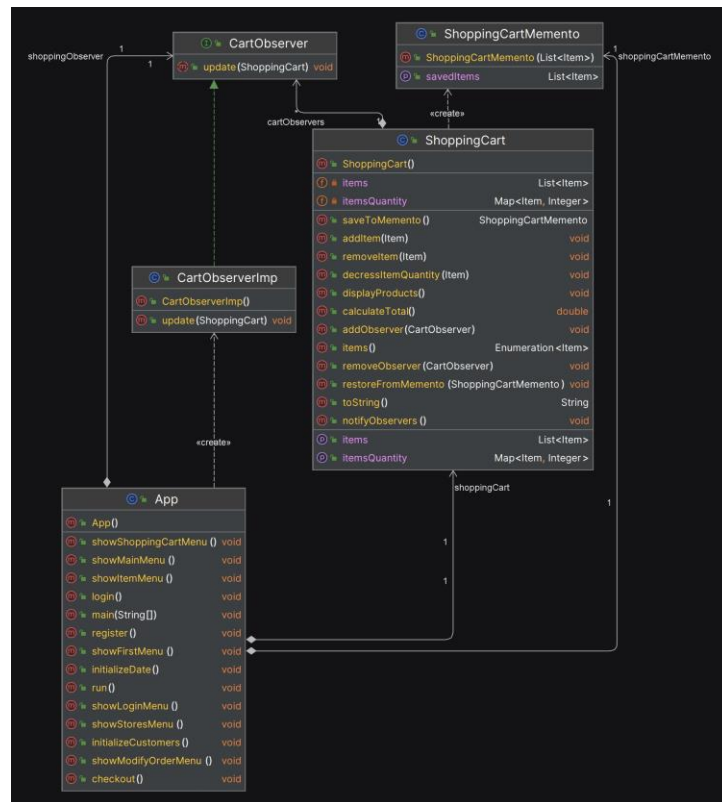 CartObserver
update(ShoppingCart) void
shoppingObserver
1
1
ShoppingCartMemento
ShoppingCartMemento(List<Item>)
savedItems List<Item>
1
shoppingCartMemento
«create»
cartObservers
*
1
ShoppingCart
ShoppingCart()
items List<Item>
itemsQuantity Map<Item, Integer>
saveToMemento() ShoppingCartMemento
addItem(Item) void
removeItem(Item) void
decressItemQuantity(Item) void
displayProducts() void
calculateTotal() double
addObserver(CartObserver) void
items() Enumeration<Item>
removeObserver(CartObserver) void
restoreFromMemento (ShoppingCartMemento) void
toString() String
notifyObservers () void
items List<Item>
itemsQuantity Map<Item, Integer>
CartObserverImp
CartObserverImp()
update(ShoppingCart) void
«create»
shoppingCart
1
1
1
App
App()
showShoppingCartMenu () void
showMainMenu () void
showItemMenu () void
login() void
main(String[]) void
register() void
showFirstMenu () void
initializeDate() void
run() void
showLoginMenu () void
showStoresMenu () void
initializeCustomers () void
showModifyOrderMenu () void
checkout() void